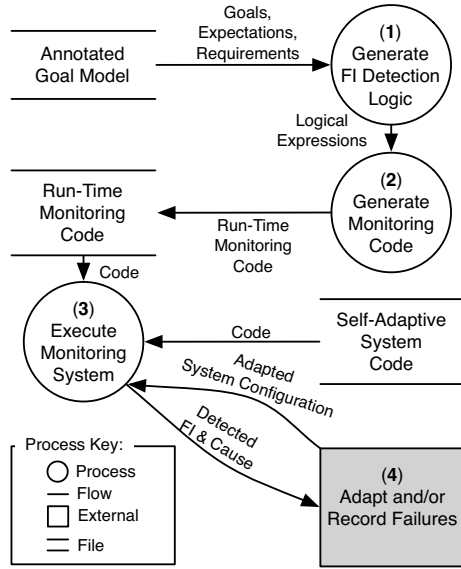 Goals,
Expectations,
Requirements
Annotated
Goal Model
(1)
Generate
FI Detection
Logic
Logical
Expressions
Run-Time
Monitoring
Code
Run-Time
Monitoring
Code
(2)
Generate
Monitoring
Code
Code
(3)
Execute
Monitoring
System
Code
Self-Adaptive
System
Code
Adapted
System Configuration
Detected
FI & Cause
(4)
Adapt and/or
Record Failures
Process Key:
Process
Flow
External
File